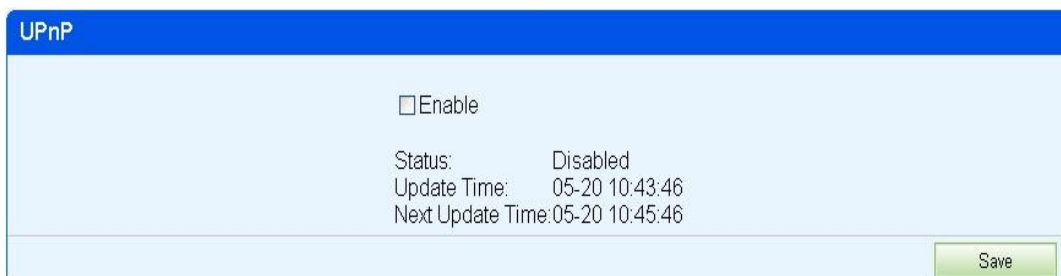 UPnP
Enable
Status: Disabled
Update Time: 05-20 10:43:46
Next Update Time:05-20 10:45:46
Save